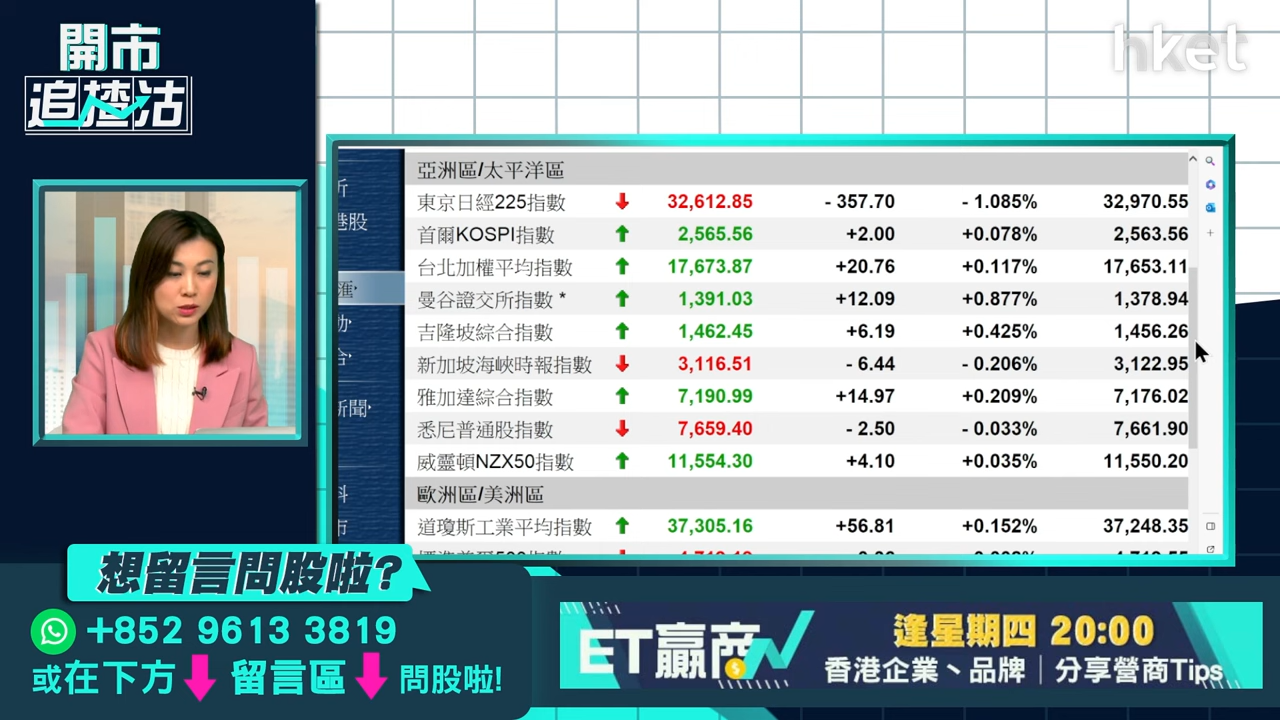 開市
追揸沽
hket
亞洲區/太平洋區
東京日經225指數 32,612.85 - 357.70 - 1.085% 32,970.55
首爾KOSPI指數 2,565.56 +2.00 +0.078% 2,563.56
台北加權平均指數 17,673.87 +20.76 +0.117% 17,653.11
曼谷證交所指數 * 1,391.03 +12.09 +0.877% 1,378.94
吉隆坡綜合指數 1,462.45 +6.19 +0.425% 1,456.26
新加坡海峽時報指數 3,116.51 - 6.44 - 0.206% 3,122.95
雅加達綜合指數 7,190.99 +14.97 +0.209% 7,176.02
悉尼普通股指數 7,659.40 - 2.50 - 0.033% 7,661.90
威靈頓NZX50指數 11,554.30 +4.10 +0.035% 11,550.20
歐洲區/美洲區
道瓊斯工業平均指數 37,305.16 +56.81 +0.152% 37,248.35
港股
匯
新聞
市
想留言問股啦?
+852 9613 3819
或在下方 留言區 問股啦!
ET贏商
逢星期四 20:00
香港企業、品牌｜分享營商Tips